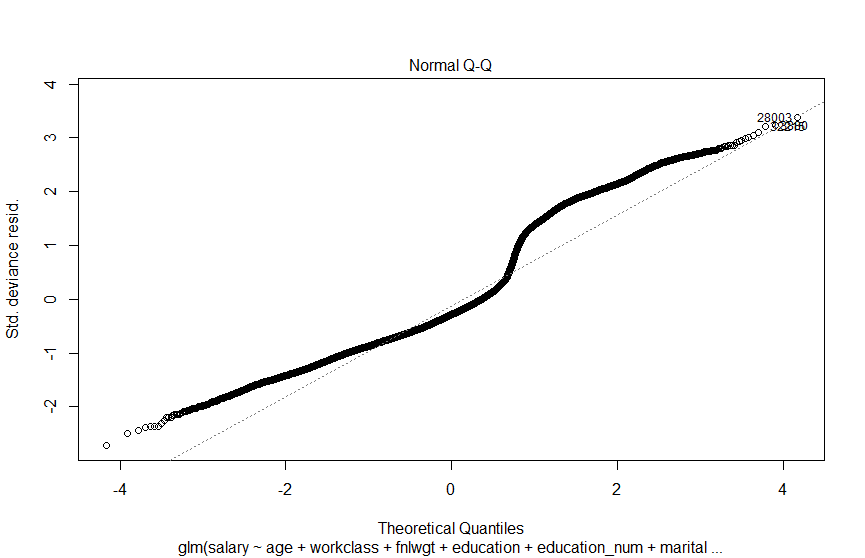 Normal Q-Q
Std. deviance resid.
4
3
2
1
0
-1
-2
28003
-4 -2 0 2 4
Theoretical Quantiles
glm(salary ~ age + workclass + fnlwgt + education + education_num + marital ...